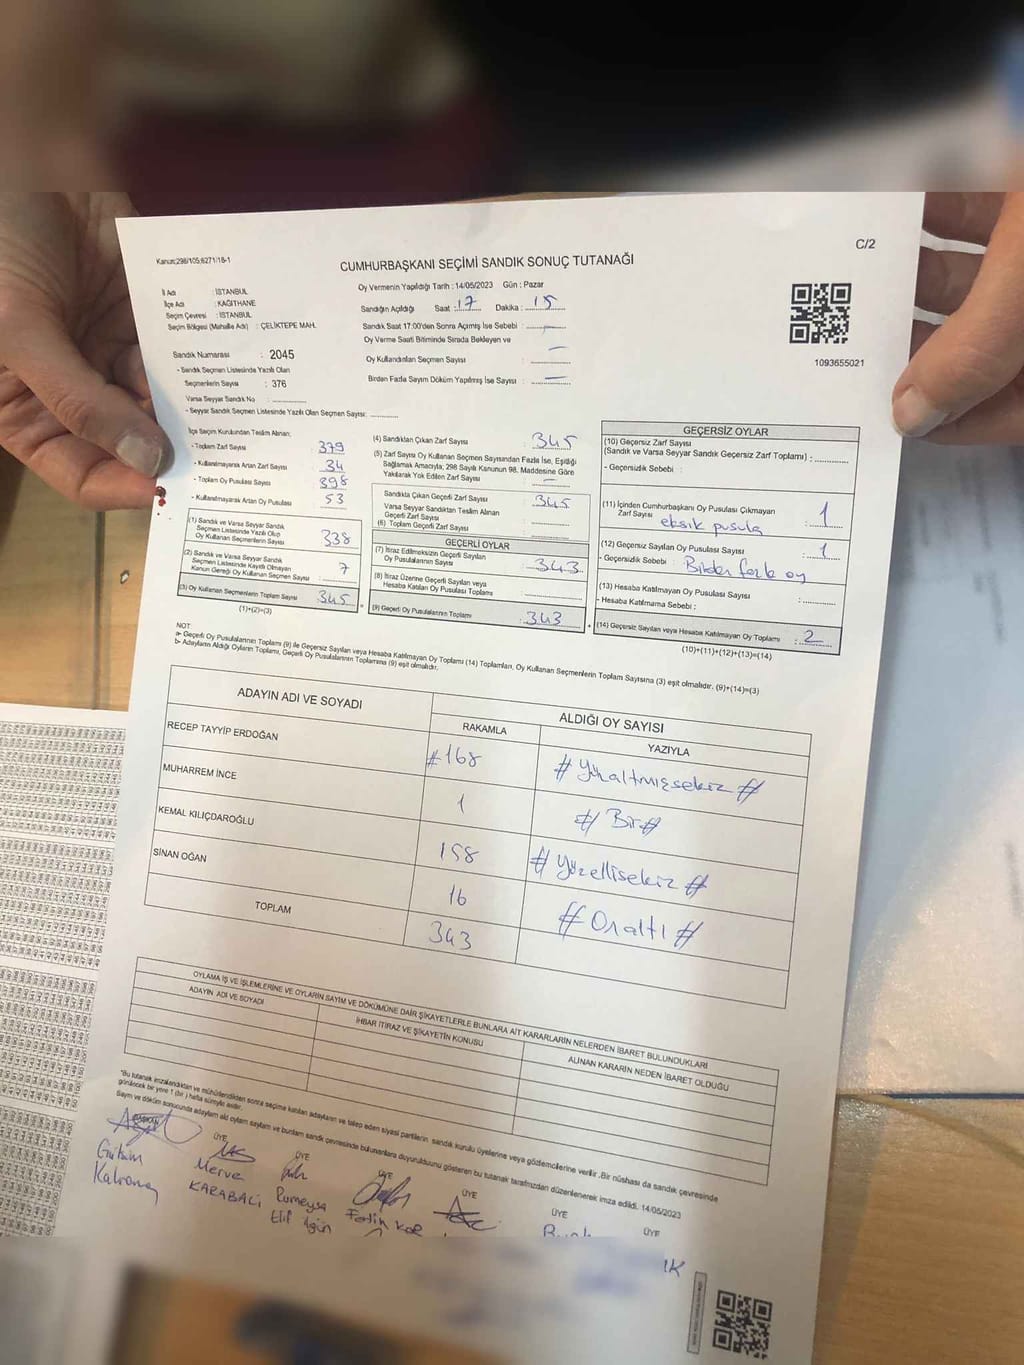 C/2
Kanun:298/105;6271/18-1
CUMHURBAŞKANI SEÇİMİ SANDIK SONUÇ TUTANAĞI
İl Adı : İSTANBUL
İlçe Adı : KAĞITHANE
Seçim Çevresi : İSTANBUL
Seçim Bölgesi (Mahalle Adı) : ÇELİKTEPE MAH.
Oy Vermenin Yapıldığı Tarih : 14/05/2023 Gün : Pazar
Sandığın Açıldığı Saat : 17 Dakika : 15
Sandık Saat 17:00'den Sonra Açılmış İse Sebebi :
Oy Verme Saati Bitiminde Sırada Bekleyen ve
Oy Kullandırılan Seçmen Sayısı :
Birden Fazla Sayım Döküm Yapılmış İse Sayısı :
1093655021
Sandık Numarası : 2045
- Sandık Seçmen Listesinde Yazılı Olan
Seçmenlerin Sayısı : 376
Varsa Seyyar Sandık No :
- Seyyar Sandık Seçmen Listesinde Yazılı Olan Seçmen Sayısı:
İlçe Seçim Kurulundan Teslim Alınan;
- Toplam Zarf Sayısı : 379
- Kullanılmayarak Artan Zarf Sayısı : 34
- Toplam Oy Pusulası Sayısı : 398
- Kullanılmayarak Artan Oy Pusulası : 53
(1) Sandık ve Varsa Seyyar Sandık
Seçmen Listesinde Yazılı Olup
Oy Kullanan Seçmenlerin Sayısı : 338
(2) Sandık ve Varsa Seyyar Sandık
Seçmen Listesinde Kayıtlı Olmayan
Kanun Gereği Oy Kullanan Seçmen Sayısı : 7
(3) Oy Kullanan Seçmenlerin Toplam Sayısı : 345
(1)+(2)=(3)
(4) Sandıktan Çıkan Zarf Sayısı : 345
(5) Zarf Sayısı Oy Kullanan Seçmen Sayısından Fazla İse, Eşitliği
Sağlamak Amacıyla; 298 Sayılı Kanunun 98. Maddesine Göre
Yakılarak Yok Edilen Zarf Sayısı :
Sandıkta Çıkan Geçerli Zarf Sayısı : 345
Varsa Seyyar Sandıktan Teslim Alınan
Geçerli Zarf Sayısı
(6) Toplam Geçerli Zarf Sayısı :
GEÇERLİ OYLAR
(7) İtiraz Edilmeksizin Geçerli Sayılan
Oy Pusulalarının Sayısı : 343
(8) İtiraz Üzerine Geçerli Sayılan veya
Hesaba Katılan Oy Pusulası Toplamı :
(9) Geçerli Oy Pusulalarının Toplamı : 343
GEÇERSİZ OYLAR
(10) Geçersiz Zarf Sayısı
(Sandık ve Varsa Seyyar Sandık Geçersiz Zarf Toplamı) :
- Geçersizlik Sebebi :
(11) İçinden Cumhurbaşkanı Oy Pusulası Çıkmayan
Zarf Sayısı : 1
eksik pusula
(12) Geçersiz Sayılan Oy Pusulası Sayısı : 1
- Geçersizlik Sebebi : Birden fazla oy
(13) Hesaba Katılmayan Oy Pusulası Sayısı :
- Hesaba Katılmama Sebebi :
(14) Geçersiz Sayılan veya Hesaba Katılmayan Oy Toplamı : 2
(10)+(11)+(12)+(13)=(14)
NOT
a- Geçerli Oy Pusulalarının Toplamı (9) ile Geçersiz Sayılan veya Hesaba Katılmayan Oy Toplamı (14) Toplamları, Oy Kullanan Seçmenlerin Toplam Sayısına (3) eşit olmalıdır. (9)+(14)=(3)
b- Adayların Aldığı Oyların Toplamı, Geçerli Oy Pusulalarının Toplamına (9) eşit olmalıdır.
ADAYIN ADI VE SOYADI
ALDIĞI OY SAYISI
RAKAMLA YAZIYLA
RECEP TAYYİP ERDOĞAN #168 # Yüzaltmışsekiz #
MUHARREM İNCE 1 # Bir #
KEMAL KILIÇDAROĞLU 158 # Yüzellisekiz #
SİNAN OĞAN 16 # Onaltı #
TOPLAM 343
OYLAMA İŞ VE İŞLEMLERİNE VE OYLARIN SAYIM VE DÖKÜMÜNE DAİR ŞİKAYETLERLE BUNLARA AİT KARARLARIN NELERDEN İBARET BULUNDUKLARI
ADAYIN ADI VE SOYADI
İHBAR İTİRAZ VE ŞİKAYETİN KONUSU
ALINAN KARARIN NEDEN İBARET OLDUĞU
"Bu tutanak imzalandıktan ve mühürlendikten sonra seçime katılan adayların ve talep eden siyasi partilerin, sandık kurulu üyelerine veya gözlemcilerine verilir. Bir nüshası da sandık çevresinde
görülecek bir yere 1 (bir) hafta süreyle asılır.
Sayım ve döküm sonucunda adayların aldı oyların sayıları ve bunların sandık çevresinde bulunanlara duyurulduğunu gösteren bu tutanak tarafımızdan düzenlenerek imza edildi. 14/05/2023
BAŞKAN
ÜYE
ÜYE
ÜYE
ÜYE
ÜYE
ÜYE
Merve
KARABALİ
Rumeysa
Elif ilgün
Fatin